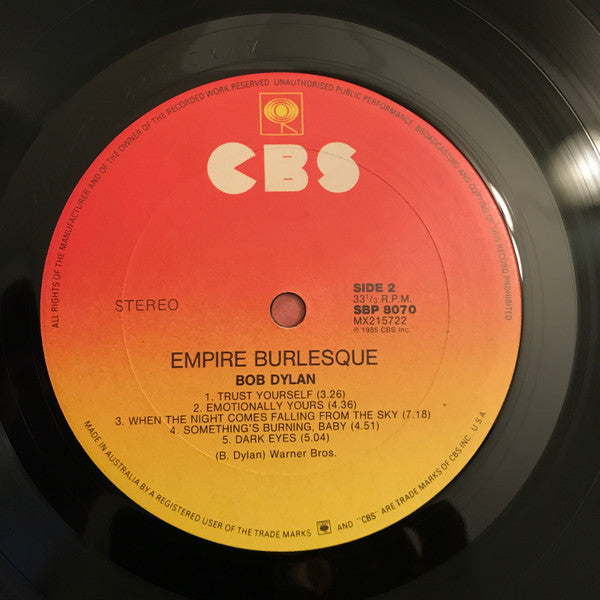 ALL RIGHTS OF THE MANUFACTURER AND OF THE OWNER OF THE RECORDED WORK RESERVED. UNAUTHORISED PUBLIC PERFORMANCE, BROADCASTING AND COPYING OF THIS RECORD PROHIBITED
CBS
STEREO
SIDE 2
33⅓ R.P.M.
SBP 8070
MX215722
℗ 1985 CBS Inc.
EMPIRE BURLESQUE
BOB DYLAN
1. TRUST YOURSELF (3.26)
2. EMOTIONALLY YOURS (4.36)
3. WHEN THE NIGHT COMES FALLING FROM THE SKY (7.18)
4. SOMETHING'S BURNING, BABY (4.51)
5. DARK EYES (5.04)
(B. Dylan) Warner Bros.
MADE IN AUSTRALIA BY A REGISTERED USER OF THE TRADE MARKS AND "CBS" ARE TRADE MARKS OF CBS INC. U.S.A.